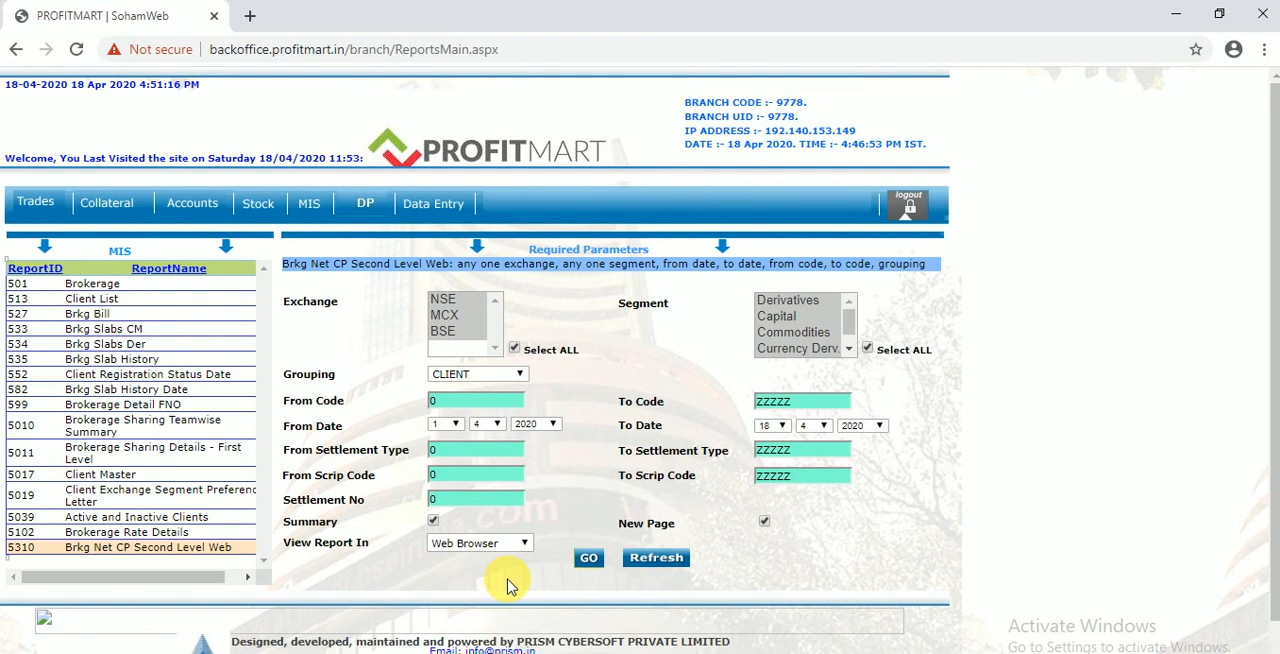 PROFITMART | SohamWeb
Not secure | backoffice.profitmart.in/branch/ReportsMain.aspx
18-04-2020 18 Apr 2020 4:51:16 PM
BRANCH CODE :- 9778.
BRANCH UID :- 9778.
IP ADDRESS :- 192.140.153.149
DATE :- 18 Apr 2020. TIME :- 4:46:53 PM IST.
Welcome, You Last Visited the site on Saturday 18/04/2020 11:53:
PROFITMART
Trades Collateral Accounts Stock MIS DP Data Entry logout
MIS
Required Parameters
ReportID ReportName
501 Brokerage
513 Client List
527 Brkg Bill
533 Brkg Slabs CM
534 Brkg Slabs Der
535 Brkg Slab History
552 Client Registration Status Date
582 Brkg Slab History Date
599 Brokerage Detail FNO
5010 Brokerage Sharing Teamwise
Summary
5011 Brokerage Sharing Details - First
Level
5017 Client Master
5019 Client Exchange Segment Preferenc
Letter
5039 Active and Inactive Clients
5102 Brokerage Rate Details
5310 Brkg Net CP Second Level Web
Brkg Net CP Second Level Web: any one exchange, any one segment, from date, to date, from code, to code, grouping
Exchange
NSE
MCX
BSE
Select ALL
Segment
Derivatives
Capital
Commodities
Currency Derv.
Select ALL
Grouping CLIENT
From Code 0 To Code ZZZZZ
From Date 1 4 2020 To Date 18 4 2020
From Settlement Type 0 To Settlement Type ZZZZZ
From Scrip Code 0 To Scrip Code ZZZZZ
Settlement No 0
Summary New Page
View Report In Web Browser GO Refresh
Designed, developed, maintained and powered by PRISM CYBERSOFT PRIVATE LIMITED
Email: info@prism.in
Activate Windows
Go to Settings to activate Windows.